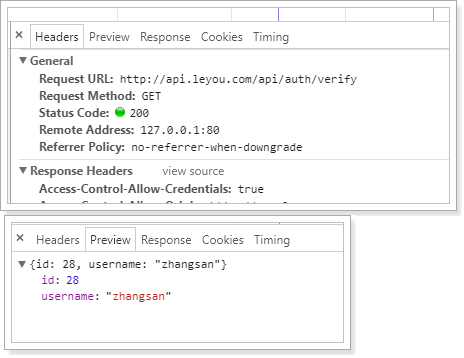 × Headers Preview Response Cookies Timing
▼ General
Request URL: http://api.leyou.com/api/auth/verify
Request Method: GET
Status Code: 200
Remote Address: 127.0.0.1:80
Referrer Policy: no-referrer-when-downgrade
▼ Response Headers view source
Access-Control-Allow-Credentials: true
× Headers Preview Response Cookies Timing
▼ {id: 28, username: "zhangsan"}
id: 28
username: "zhangsan"